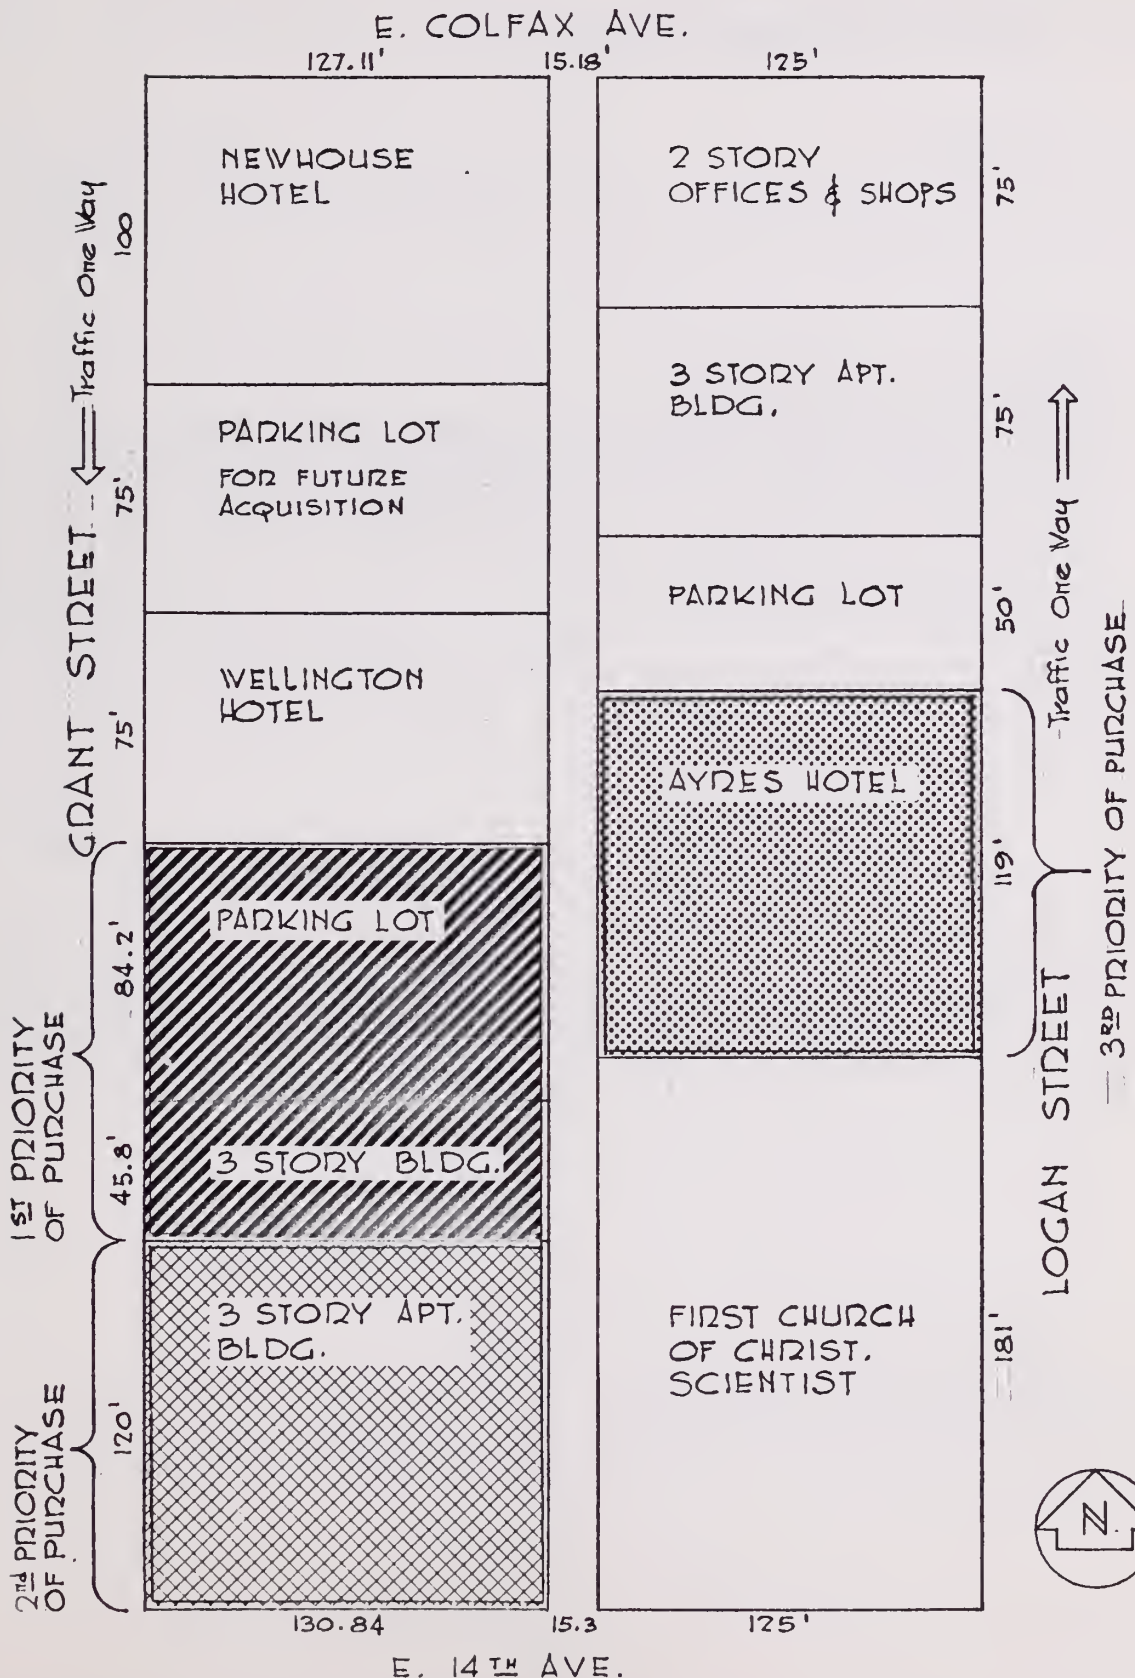 E. COLFAX AVE.
127.11'
15.18'
125'
NEWHOUSE
HOTEL
2 STORY
OFFICES & SHOPS
100
75'
Traffic One Way
PARKING LOT
FOR FUTURE
ACQUISITION
75'
3 STORY APT.
BLDG.
75'
GRANT STREET
WELLINGTON
HOTEL
75'
PARKING LOT
50'
Traffic One Way
AYRES HOTEL
119'
3RD PRIORITY OF PURCHASE
LOGAN STREET
PARKING LOT
84.2'
1ST PRIORITY
OF PURCHASE
3 STORY BLDG.
45.8'
3 STORY APT.
BLDG.
120'
2nd PRIORITY
OF PURCHASE
FIRST CHURCH
OF CHRIST.
SCIENTIST
181'
N
130.84
15.3
125'
E. 14TH AVE.